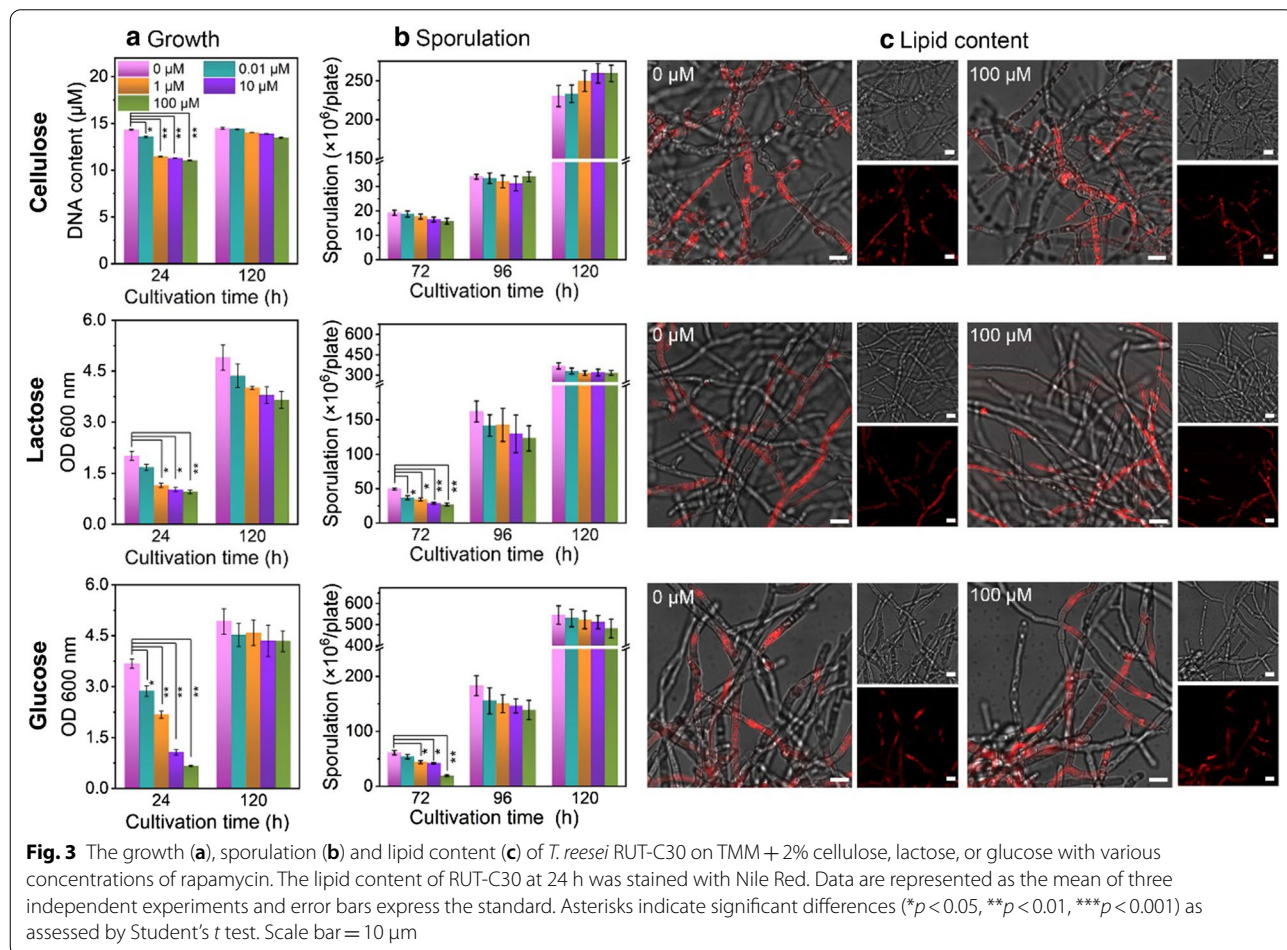 a Growth
b Sporulation
c Lipid content
Cellulose
DNA content (µM)
20
15
10
5
0
0 µM
0.01 µM
1 µM
10 µM
100 µM
*
**
**
**
24
120
Cultivation time (h)
Sporulation (×10⁶/plate)
250
200
150
30
20
10
0
72
96
120
Cultivation time (h)
0 µM
100 µM
Lactose
OD 600 nm
6.0
4.5
3.0
1.5
0.0
*
*
**
24
120
Cultivation time (h)
Sporulation (×10⁶/plate)
600
450
300
150
100
50
0
*
*
**
**
72
96
120
Cultivation time (h)
0 µM
100 µM
Glucose
OD 600 nm
6.0
4.5
3.0
1.5
0.0
*
**
**
**
24
120
Cultivation time (h)
Sporulation (×10⁶/plate)
600
500
400
200
100
0
*
*
**
72
96
120
Cultivation time (h)
0 µM
100 µM
Fig. 3 The growth (a), sporulation (b) and lipid content (c) of T. reesei RUT-C30 on TMM + 2% cellulose, lactose, or glucose with various
concentrations of rapamycin. The lipid content of RUT-C30 at 24 h was stained with Nile Red. Data are represented as the mean of three
independent experiments and error bars express the standard. Asterisks indicate significant differences (*p < 0.05, **p < 0.01, ***p < 0.001) as
assessed by Student's t test. Scale bar = 10 µm